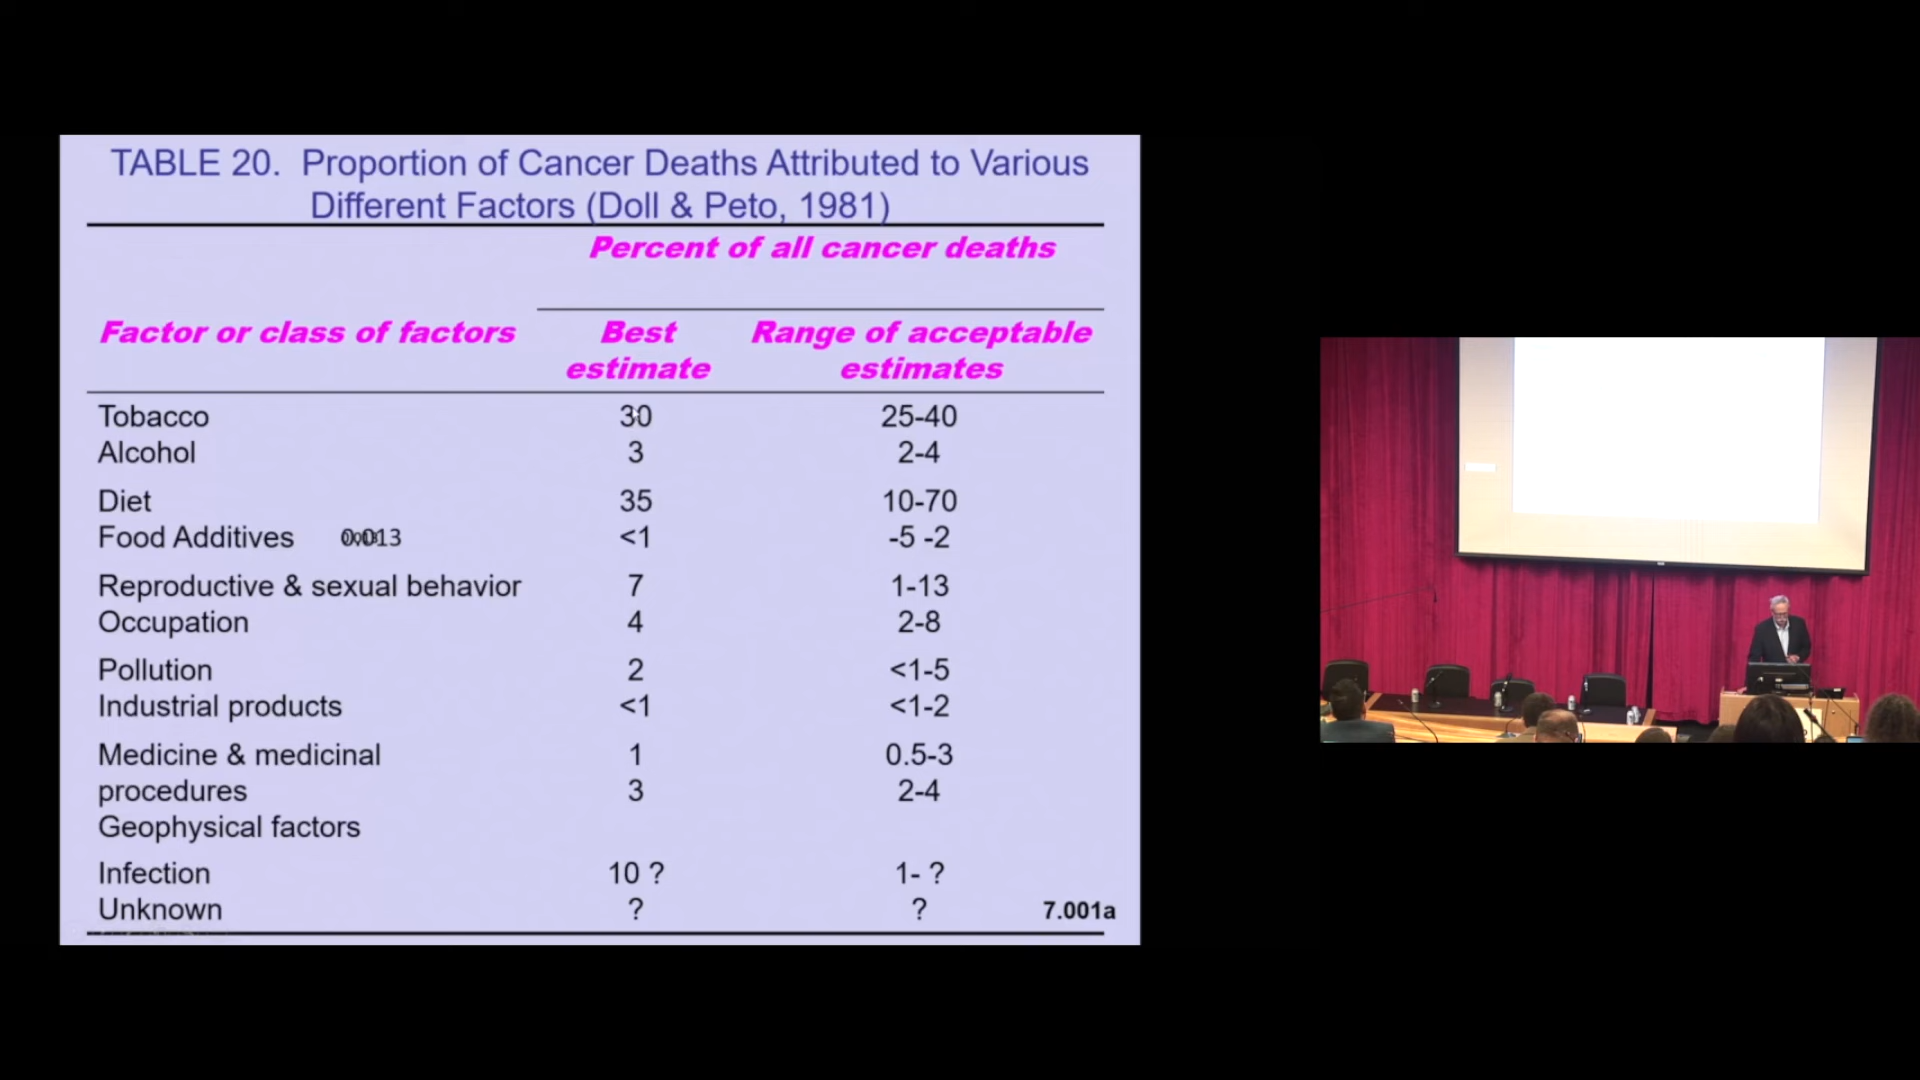 TABLE 20. Proportion of Cancer Deaths Attributed to Various
Different Factors (Doll & Peto, 1981)
Percent of all cancer deaths
Factor or class of factors Best estimate Range of acceptable estimates
Tobacco 30 25-40
Alcohol 3 2-4
Diet 35 10-70
Food Additives <1 -5 -2
Reproductive & sexual behavior 7 1-13
Occupation 4 2-8
Pollution 2 <1-5
Industrial products <1 <1-2
Medicine & medicinal 1 0.5-3
procedures 3 2-4
Geophysical factors
Infection 10 ? 1- ?
Unknown ? ? 7.001a